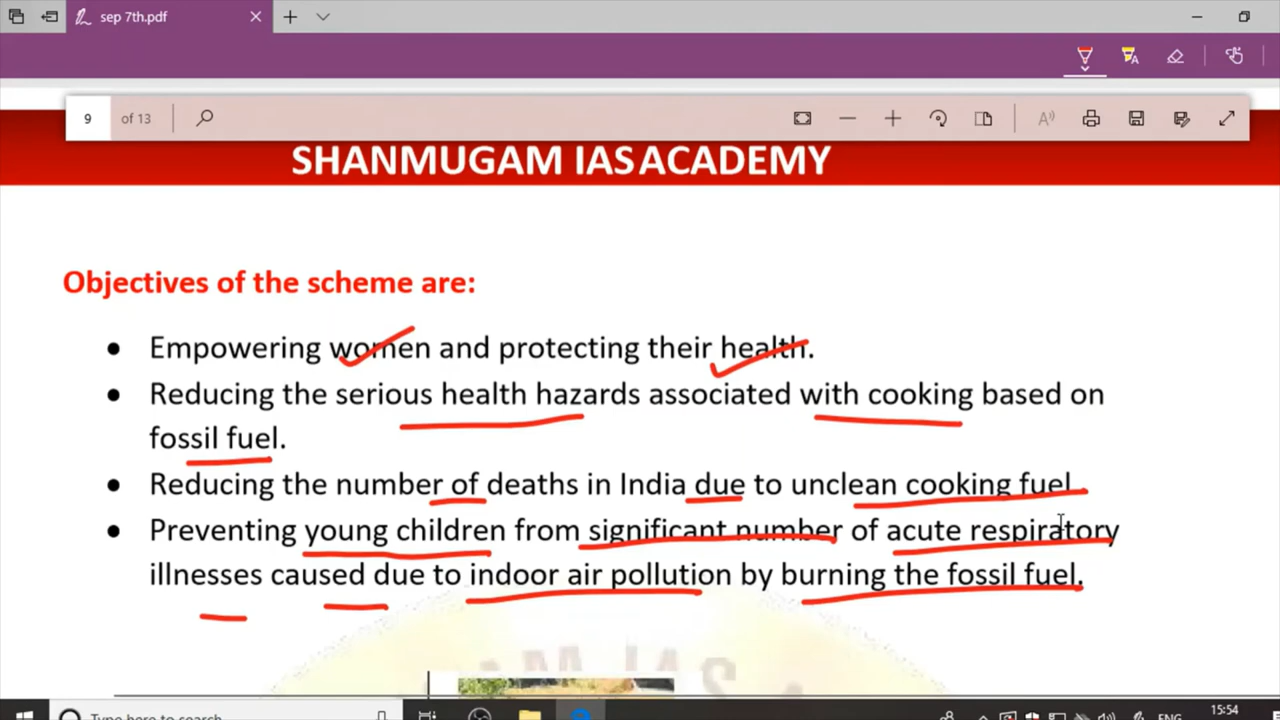 sep 7th.pdf
9 of 13
SHANMUGAM IAS ACADEMY
Objectives of the scheme are:
• Empowering women and protecting their health.
• Reducing the serious health hazards associated with cooking based on
fossil fuel.
• Reducing the number of deaths in India due to unclean cooking fuel.
• Preventing young children from significant number of acute respiratory
illnesses caused due to indoor air pollution by burning the fossil fuel.
AM IAS A
Type here to search
ENG
15:54